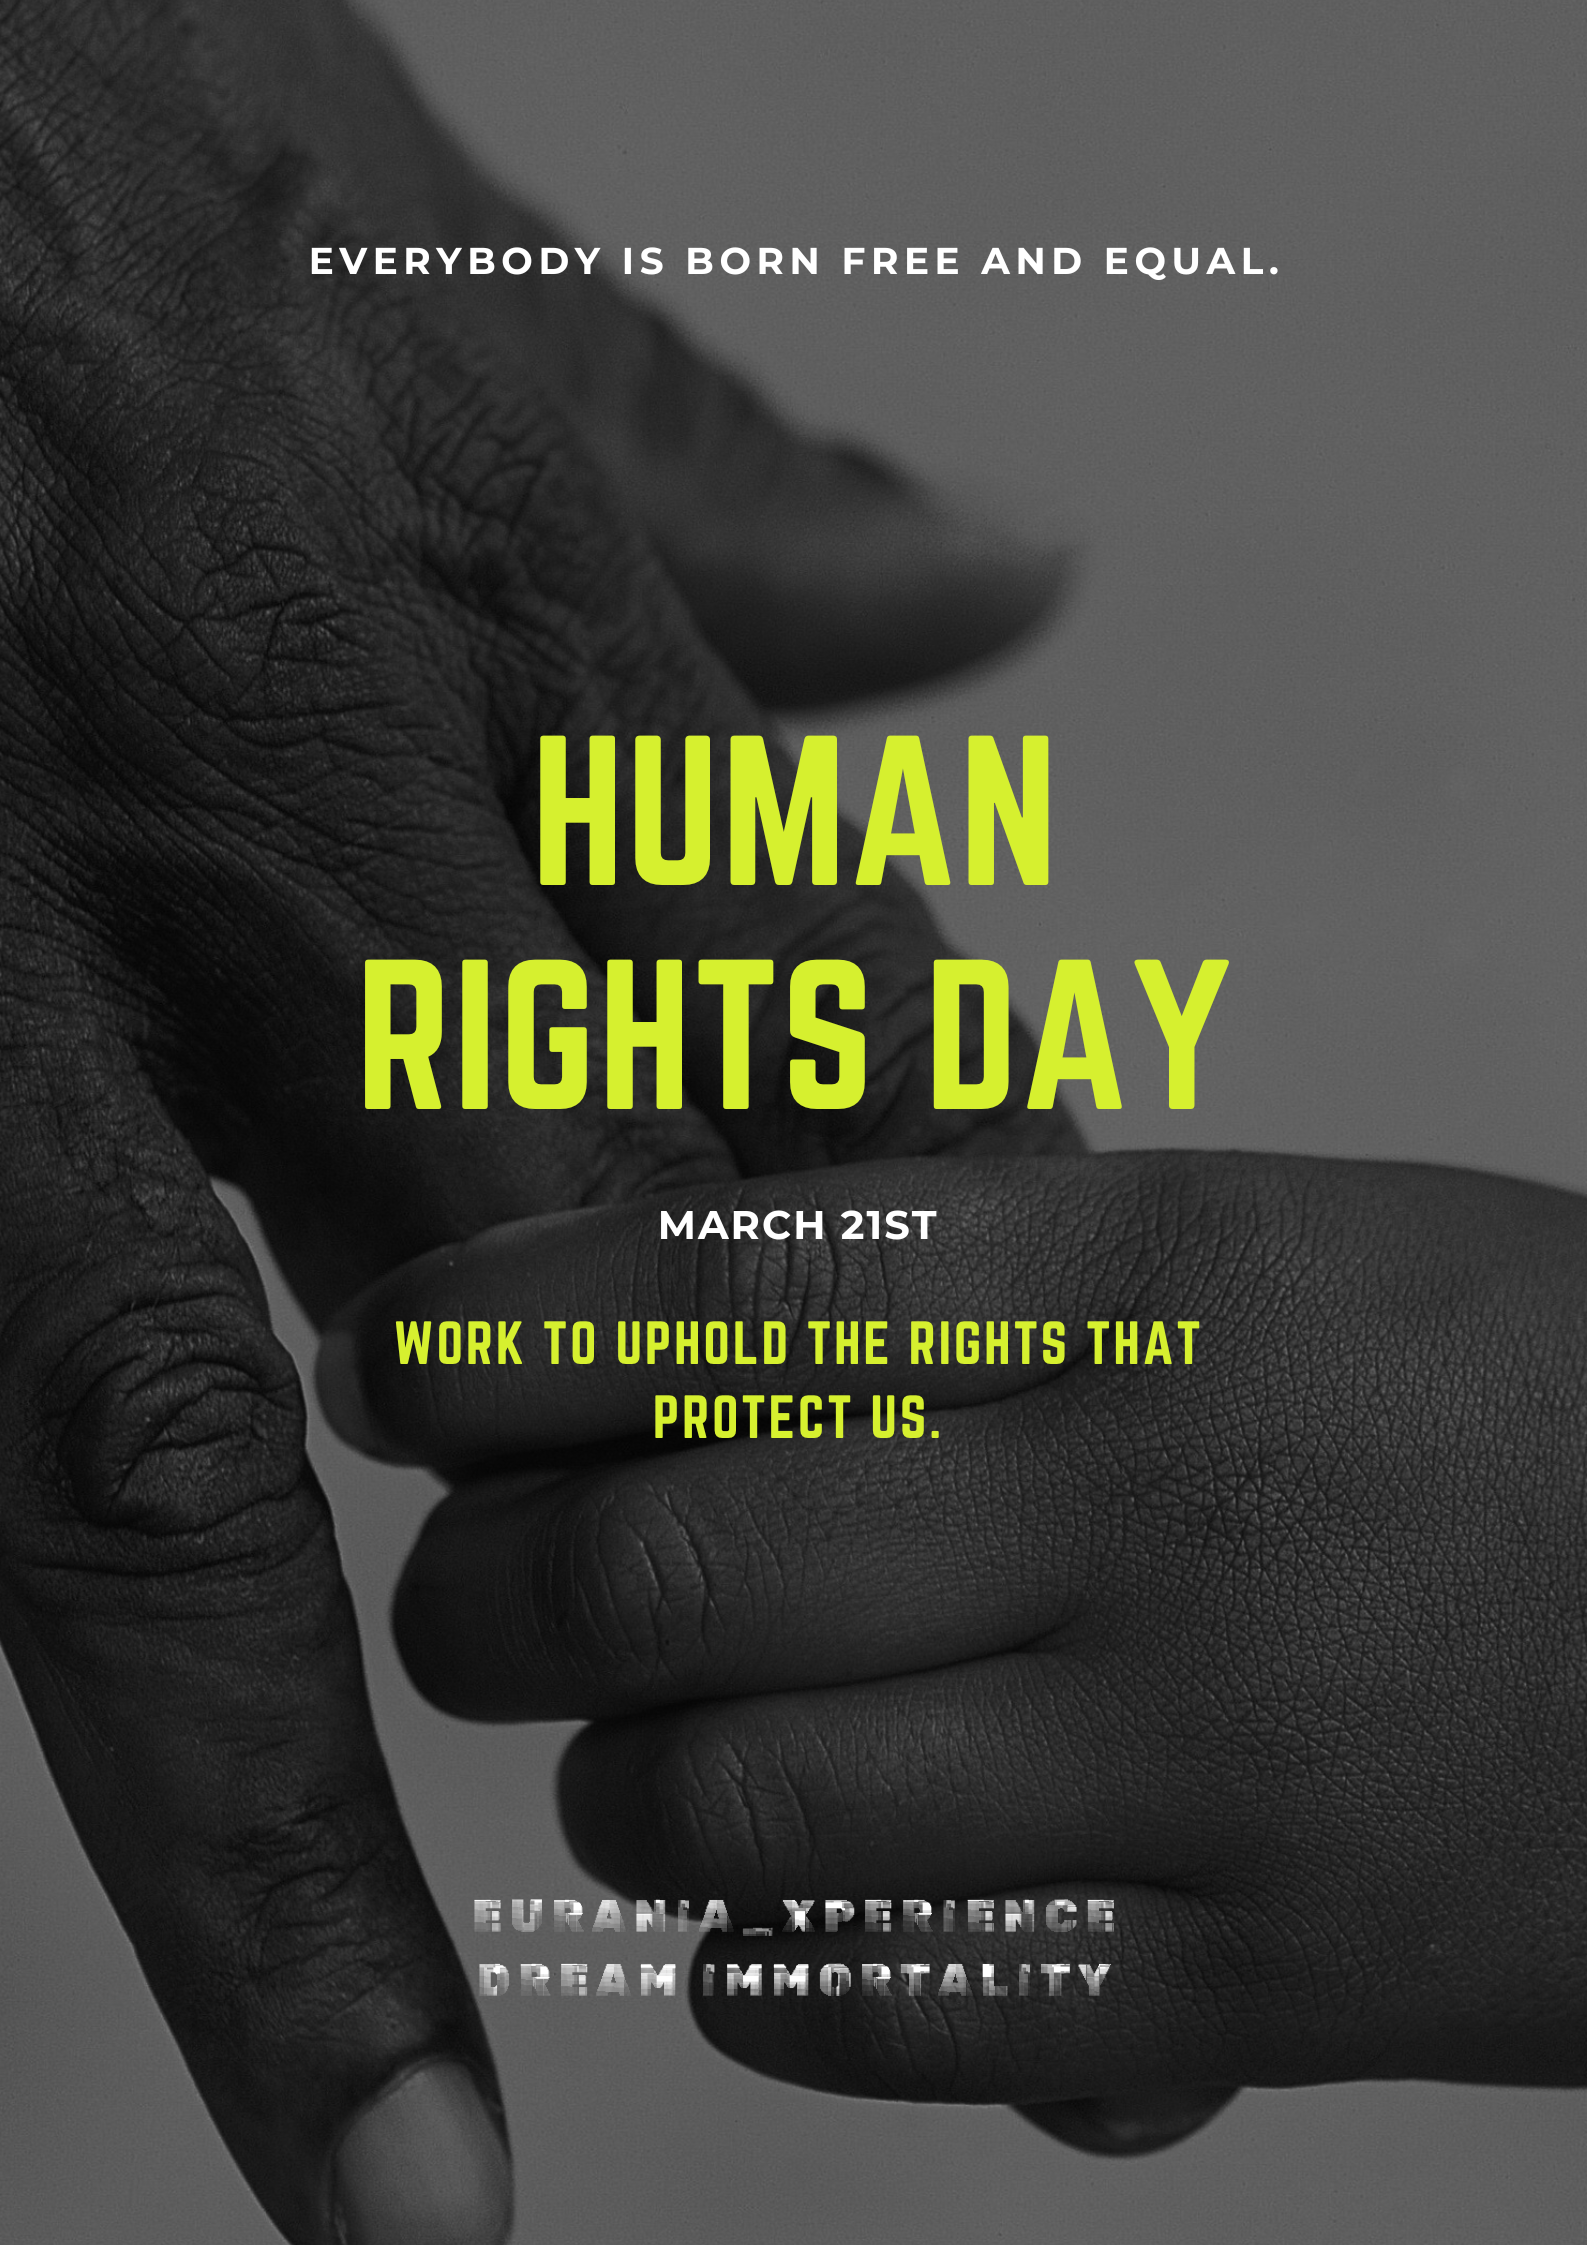 EVERYBODY IS BORN FREE AND EQUAL.
HUMAN
RIGHTS DAY
MARCH 21ST
WORK TO UPHOLD THE RIGHTS THAT
PROTECT US.
EURANIA_XPERIENCE
DREAM IMMORTALITY